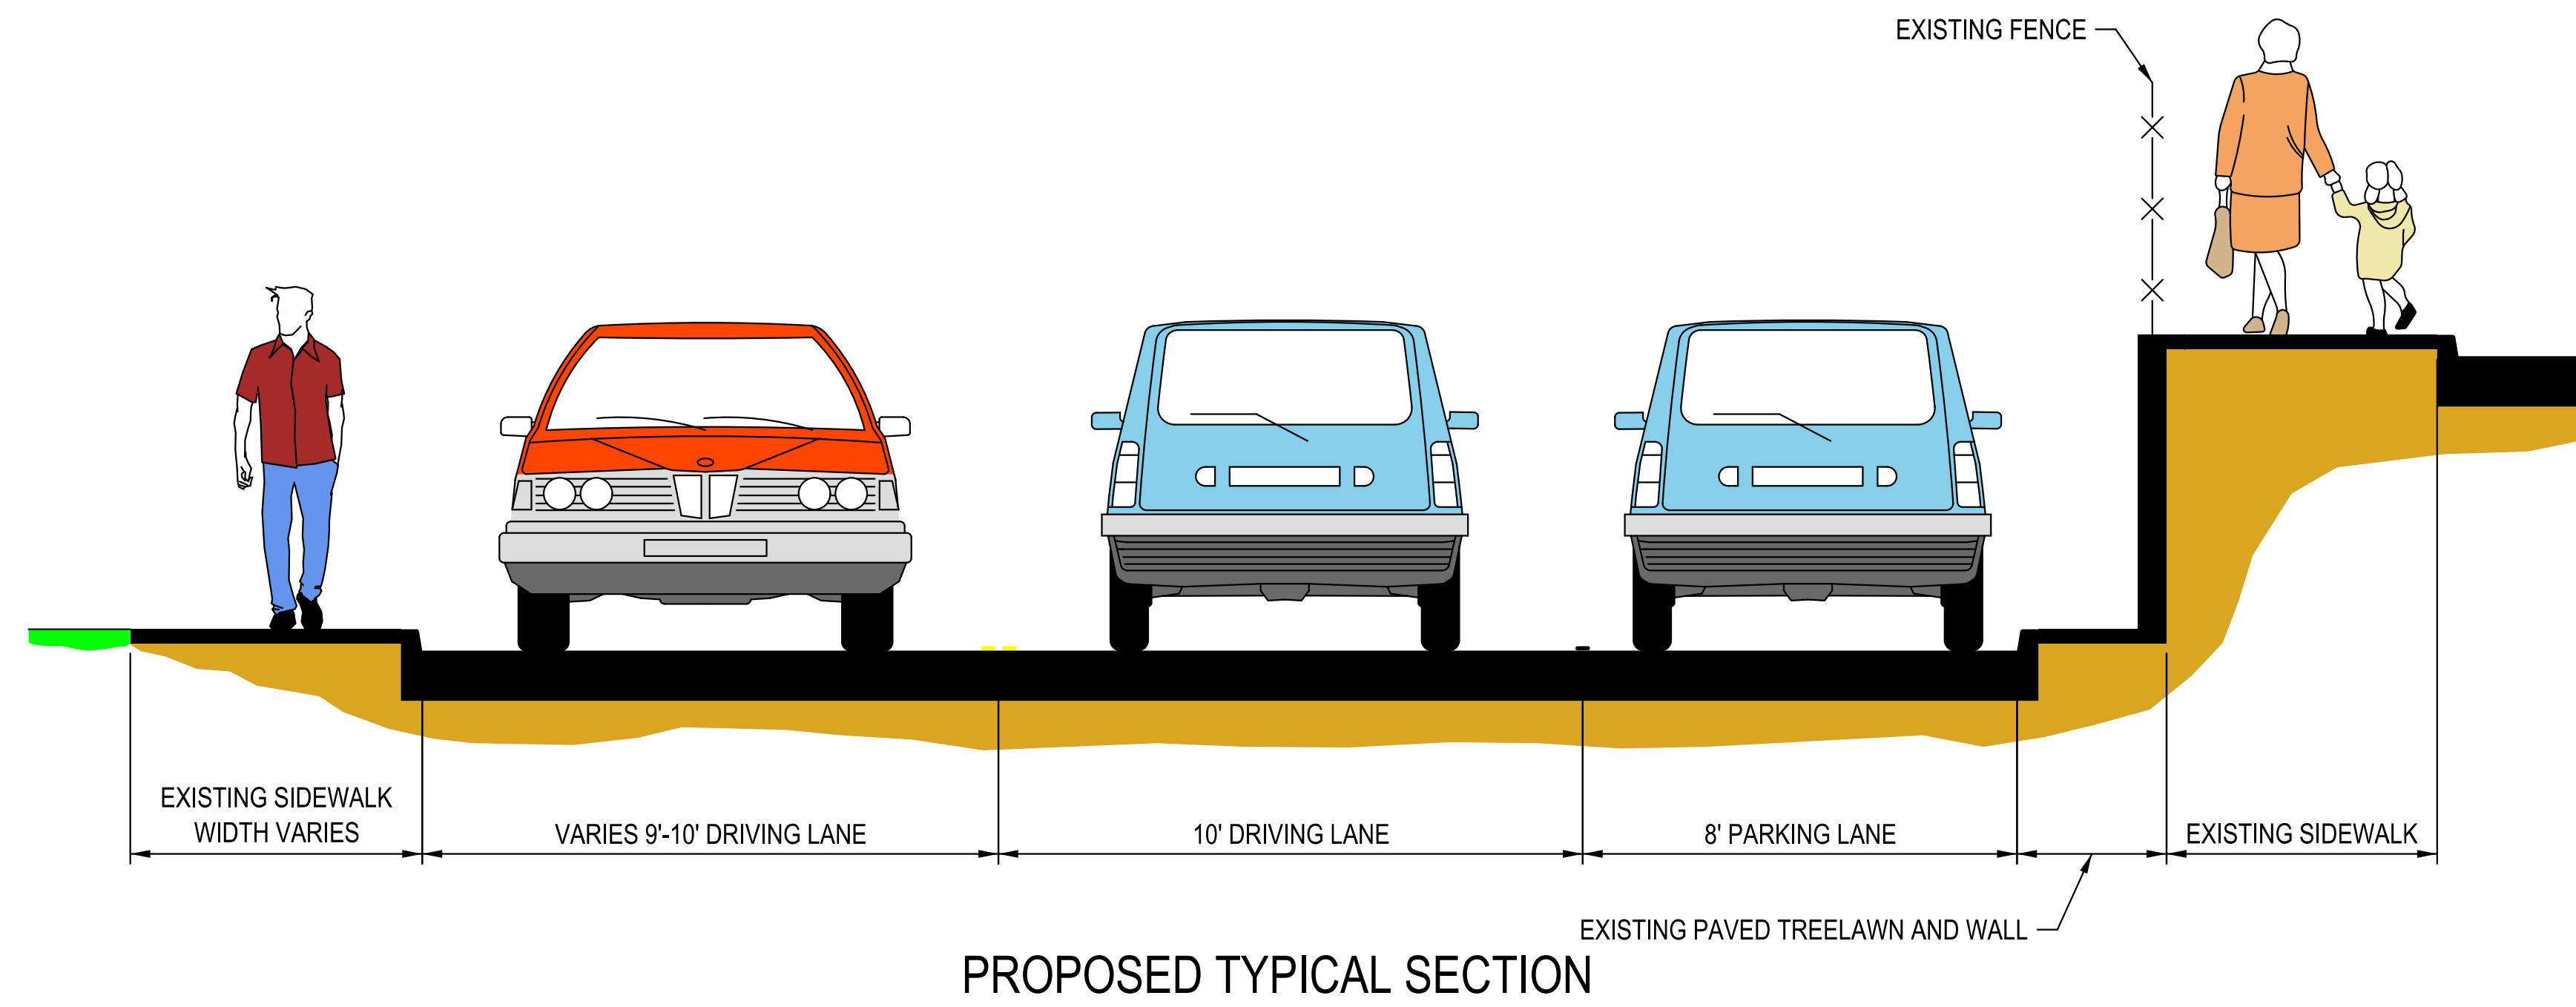 EXISTING FENCE
EXISTING SIDEWALK
WIDTH VARIES
VARIES 9'-10' DRIVING LANE
10' DRIVING LANE
8' PARKING LANE
EXISTING SIDEWALK
EXISTING PAVED TREELAWN AND WALL
PROPOSED TYPICAL SECTION